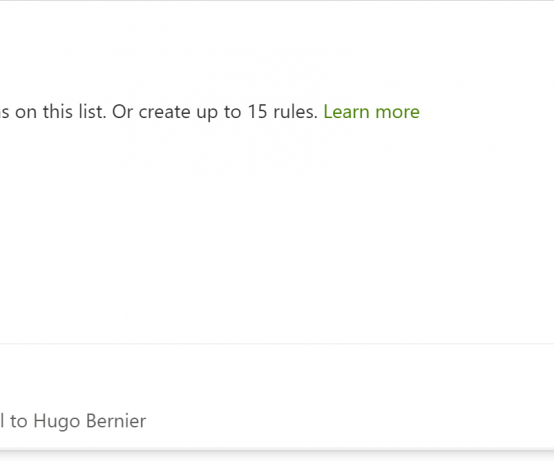 s on this list. Or create up to 15 rules. Learn more
l to Hugo Bernier